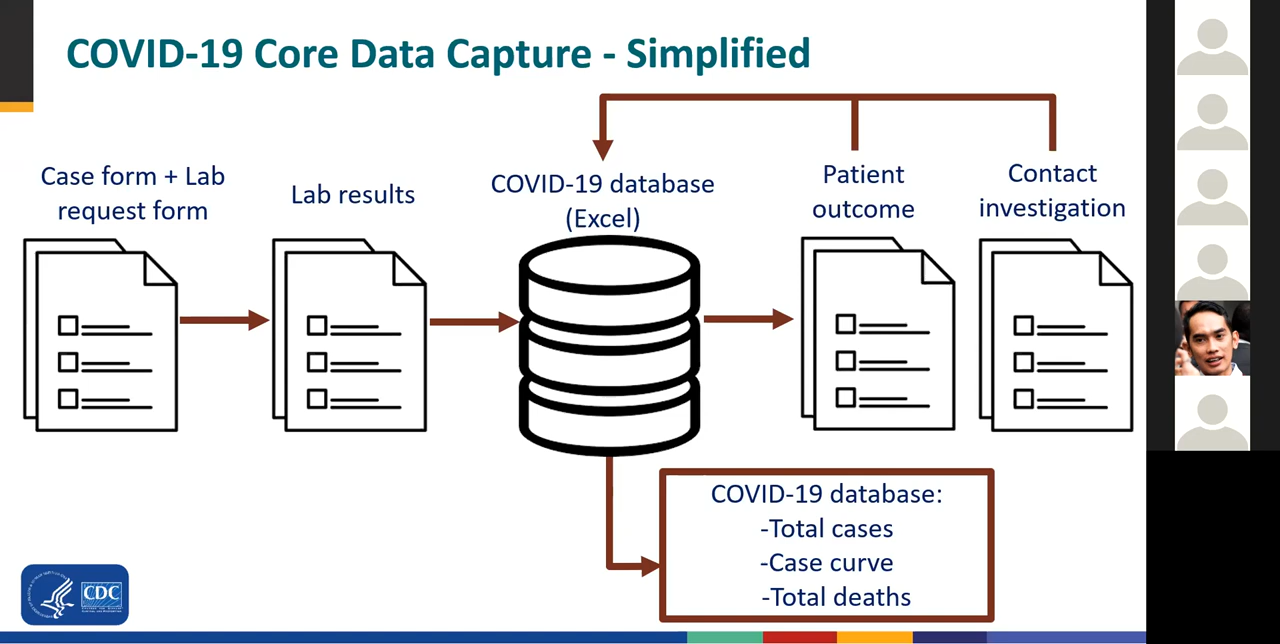 COVID-19 Core Data Capture - Simplified
Case form + Lab
request form
Lab results
COVID-19 database
(Excel)
Patient
outcome
Contact
investigation
COVID-19 database:
-Total cases
-Case curve
-Total deaths
CDC